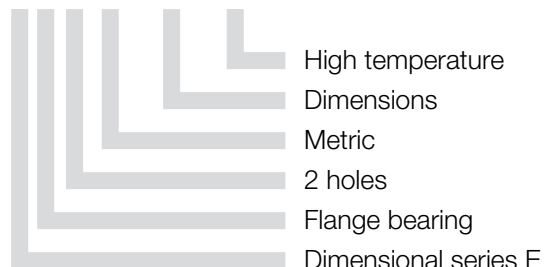 High temperature
Dimensions
Metric
2 holes
Flange bearing
Dimensional series E